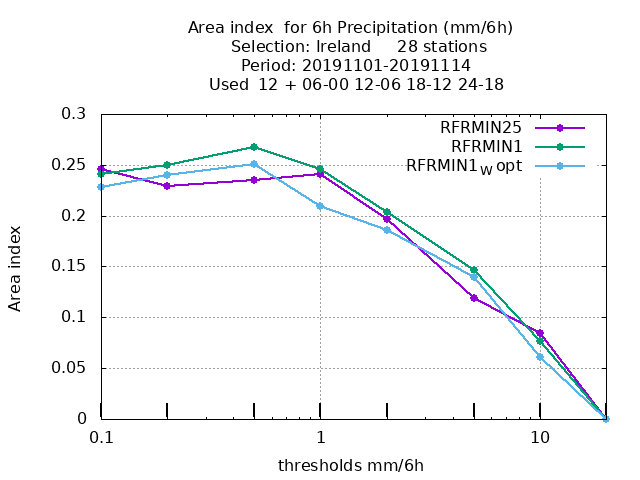 Area index  for 6h Precipitation (mm/6h)
Selection: Ireland     28 stations
Period: 20191101-20191114
Used  12 + 06-00 12-06 18-12 24-18
RFRMIN25
RFRMIN1
RFRMIN1W opt
0.3
0.25
0.2
0.15
0.1
0.05
0
Area index
0.1 1 10
thresholds mm/6h